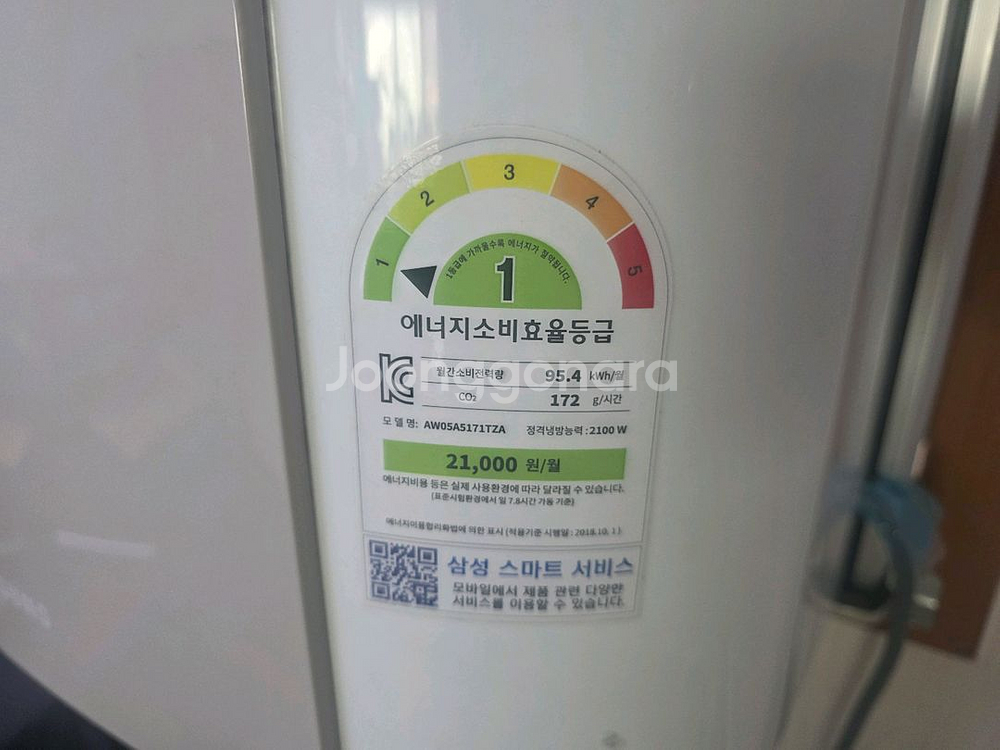 1 2 3 4 5
1등급에 가까울수록 에너지가 절약됩니다.
1
에너지소비효율등급
월간소비전력량 95.4 kWh/월
CO₂ 172 g/시간
모델명: AW05A5171TZA 정격냉방능력 : 2100 W
21,000 원/월
에너지비용 등은 실제 사용환경에 따라 달라질 수 있습니다.
(표준시험환경에서 일 7.8시간 가동 기준)
에너지이용합리화법에 의한 표시 (적용기준 시행일 : 2018.10. 1)
삼성 스마트 서비스
모바일에서 제품 관련 다양한
서비스를 이용할 수 있습니다.
Joonggonara